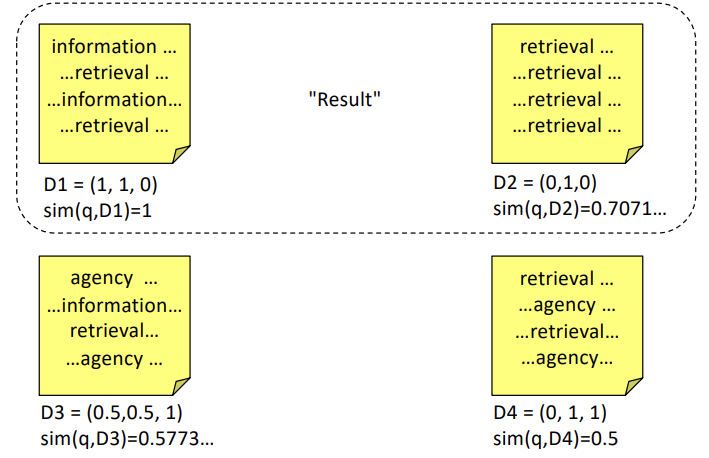 information ...
...retrieval ...
...information...
...retrieval ...
D1 = (1, 1, 0)
sim(q,D1)=1
"Result"
retrieval ...
...retrieval ...
...retrieval ...
...retrieval ...
D2 = (0,1,0)
sim(q,D2)=0.7071...
agency ...
...information...
retrieval...
...agency ...
D3 = (0.5,0.5, 1)
sim(q,D3)=0.5773...
retrieval ...
...agency ...
...retrieval...
...agency...
D4 = (0, 1, 1)
sim(q,D4)=0.5